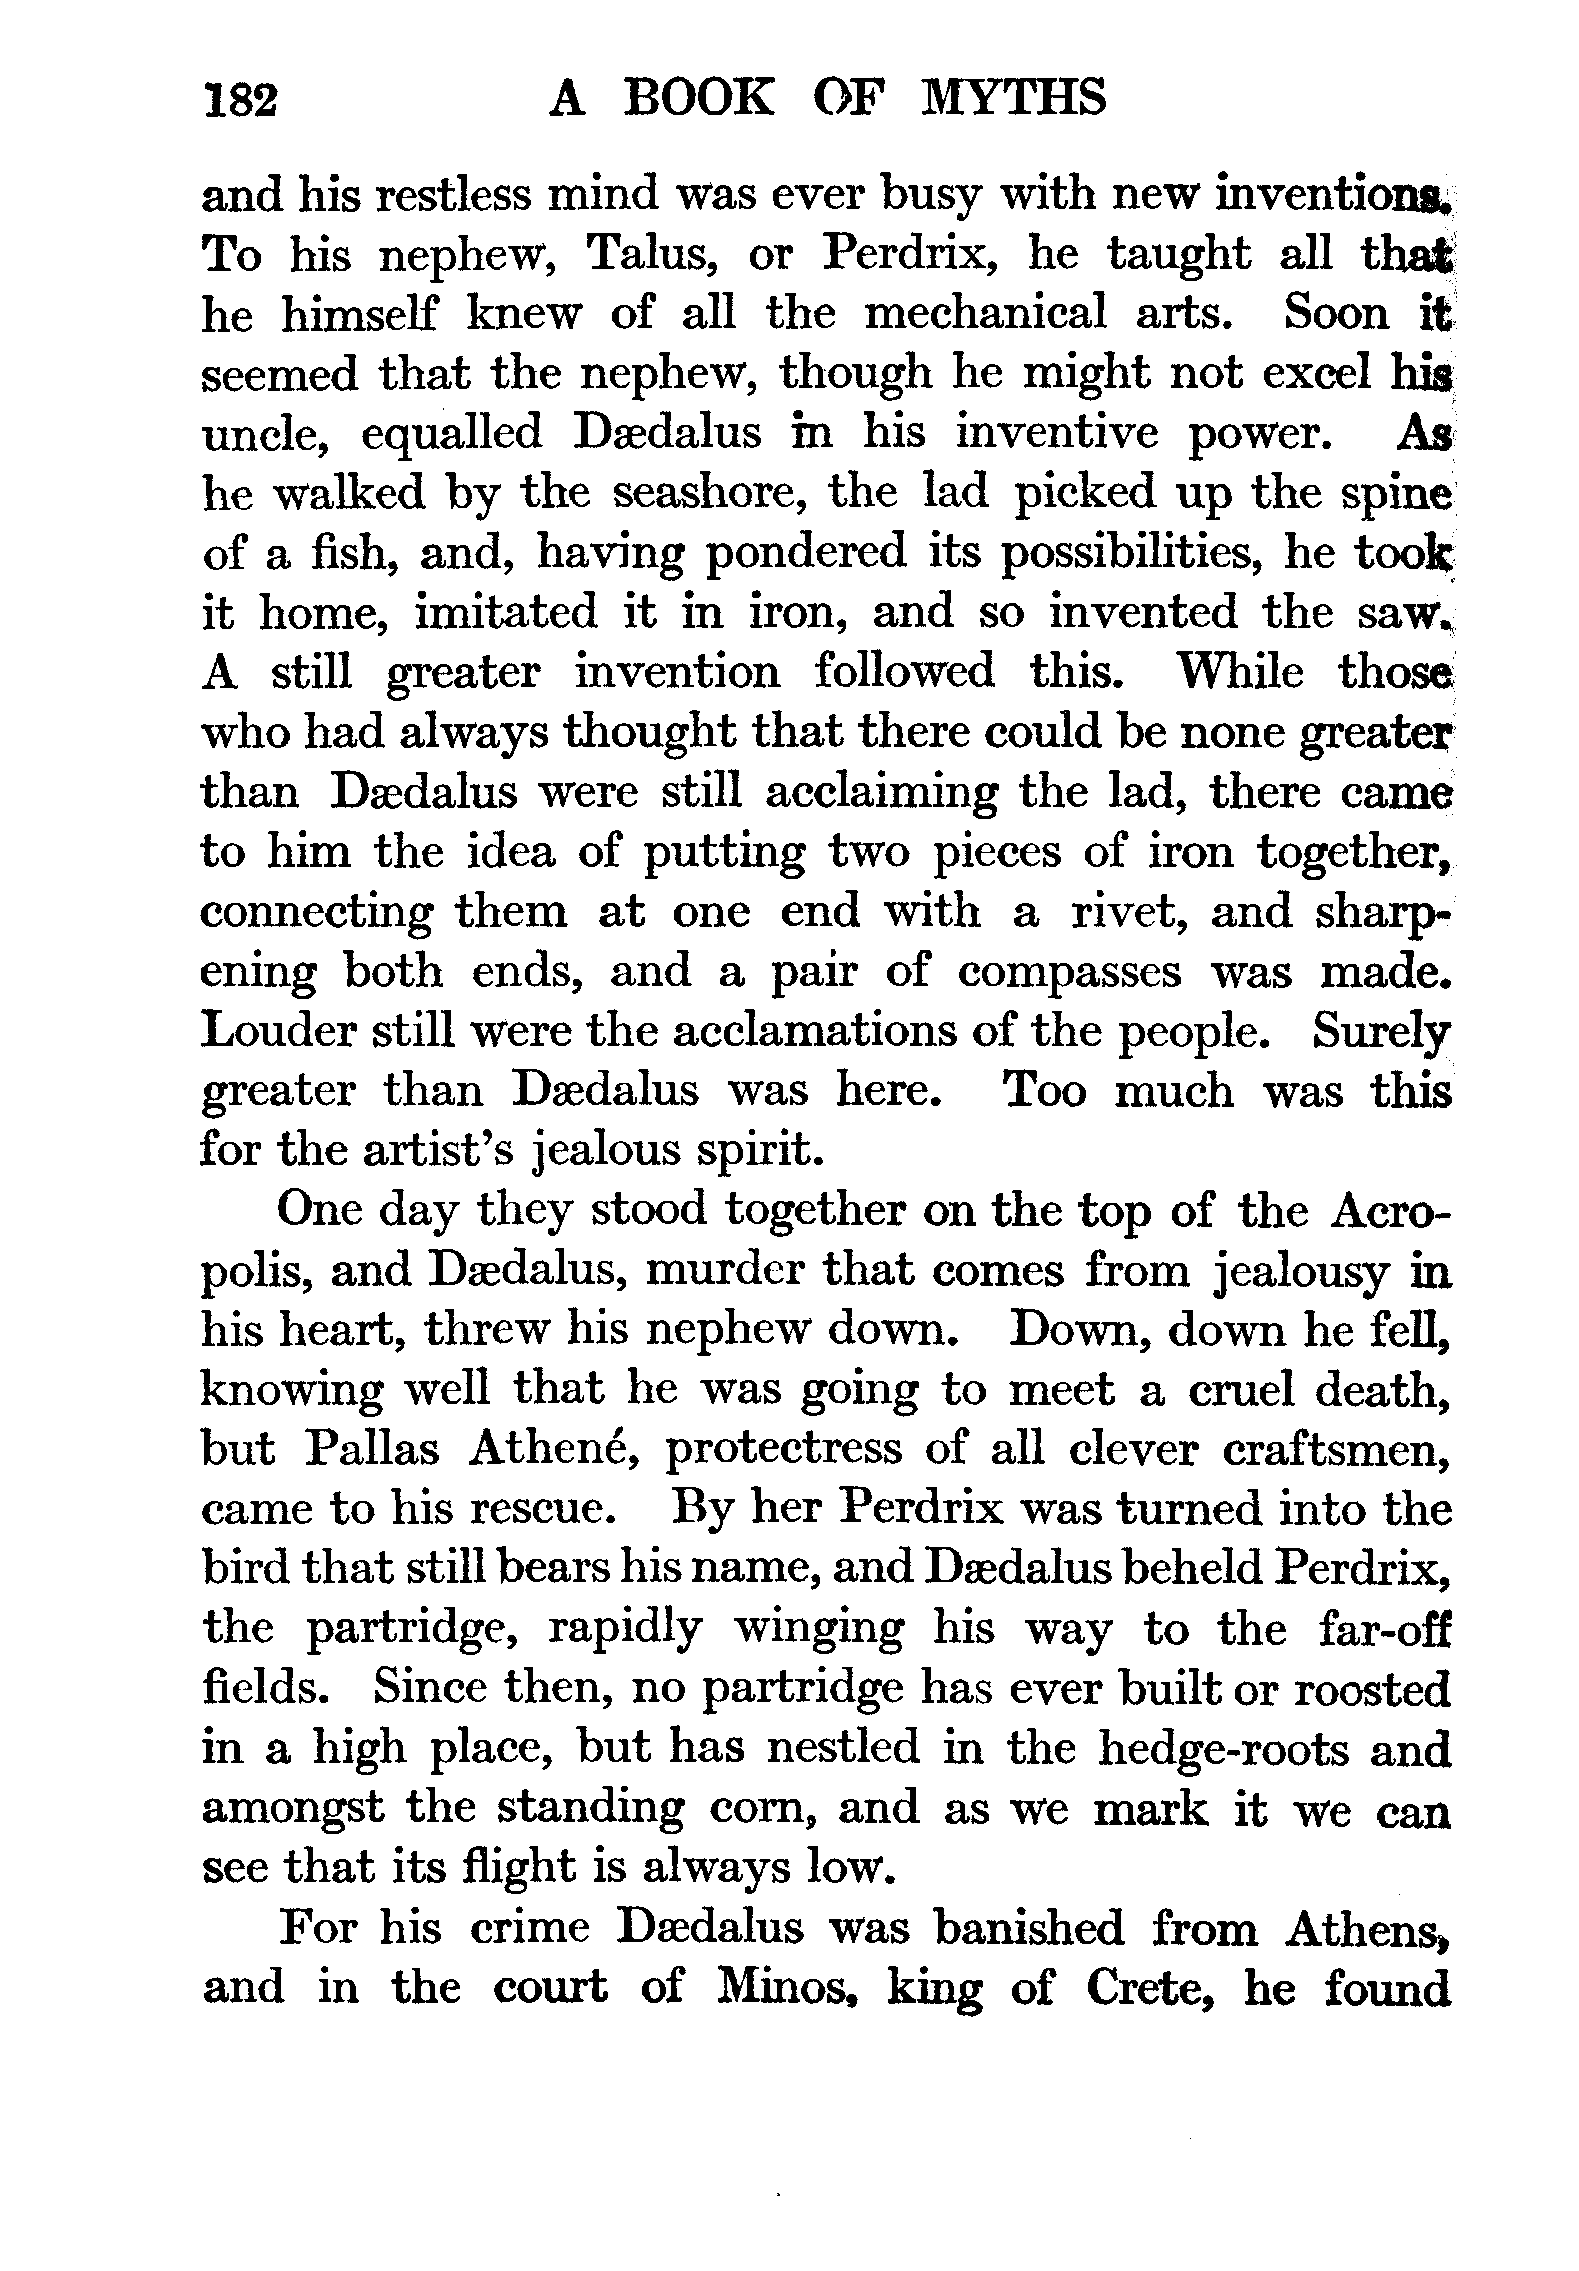 182 A BOOK OF MYTHS
and his restless mind was ever busy with new inventions.
To his nephew, Talus, or Perdrix, he taught all that
he himself knew of all the mechanical arts. Soon it
seemed that the nephew, though he might not excel his
uncle, equalled Dædalus in his inventive power. As
he walked by the seashore, the lad picked up the spine
of a fish, and, having pondered its possibilities, he took
it home, imitated it in iron, and so invented the saw.
A still greater invention followed this. While those
who had always thought that there could be none greater
than Dædalus were still acclaiming the lad, there came
to him the idea of putting two pieces of iron together,
connecting them at one end with a rivet, and sharp-
ening both ends, and a pair of compasses was made.
Louder still were the acclamations of the people. Surely
greater than Dædalus was here. Too much was this
for the artist's jealous spirit.
One day they stood together on the top of the Acro-
polis, and Dædalus, murder that comes from jealousy in
his heart, threw his nephew down. Down, down he fell,
knowing well that he was going to meet a cruel death,
but Pallas Athené, protectress of all clever craftsmen,
came to his rescue. By her Perdrix was turned into the
bird that still bears his name, and Dædalus beheld Perdrix,
the partridge, rapidly winging his way to the far-off
fields. Since then, no partridge has ever built or roosted
in a high place, but has nestled in the hedge-roots and
amongst the standing corn, and as we mark it we can
see that its flight is always low.
For his crime Dædalus was banished from Athens,
and in the court of Minos, king of Crete, he found